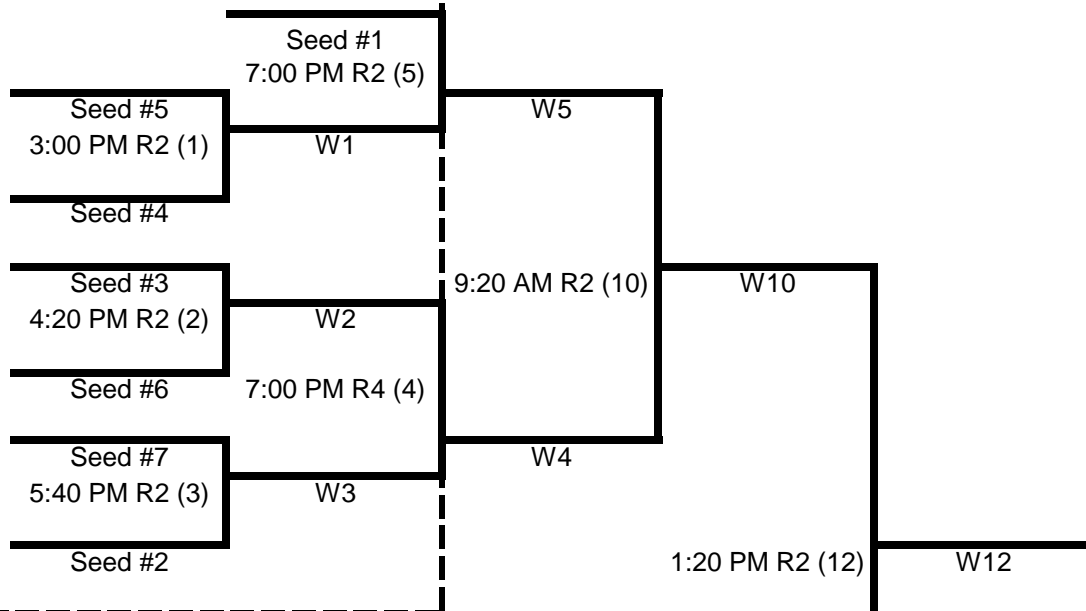 Seed #1
7:00 PM R2 (5)
Seed #5
W5
3:00 PM R2 (1)
W1
Seed #4
Seed #3
9:20 AM R2 (10)
W10
4:20 PM R2 (2)
W2
Seed #6
7:00 PM R4 (4)
Seed #7
W4
5:40 PM R2 (3)
W3
Seed #2
1:20 PM R2 (12)
W12